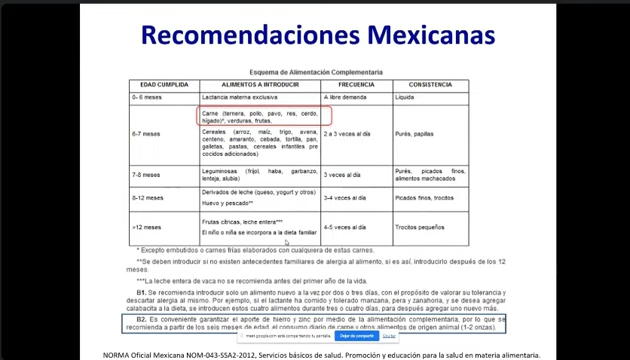 Recomendaciones Mexicanas
Esquema de Alimentación Complementaria
EDAD CUMPLIDA ALIMENTOS A INTRODUCIR FRECUENCIA CONSISTENCIA
0- 6 meses Lactancia materna exclusiva A libre demanda Líquida
6-7 meses
Carne (ternera, pollo, pavo, res, cerdo,
hígado)*, verduras, frutas,
Cereales (arroz, maíz, trigo, avena,
centeno, amaranto, cebada, tortilla, pan,
galletas, pastas, cereales infantiles pre
cocidos adicionados)
2 a 3 veces al día
Purés, papillas
7-8 meses
Leguminosas (frijol, haba, garbanzo,
lenteja, alubia)
3 veces al día
Purés, picados finos,
alimentos machacados
8-12 meses
Derivados de leche (queso, yogurt y otros)
Huevo y pescado**
3-4 veces al día
Picados finos, trocitos
>12 meses
Frutas cítricas, leche entera***
El niño o niña se incorpora a la dieta familiar
4-5 veces al día
Trocitos pequeños
* Excepto embutidos o carnes frías elaborados con cualquiera de estas carnes.
**Se deben introducir si no existen antecedentes familiares de alergia al alimento, si es así, introducirlo después de los 12
meses.
***La leche entera de vaca no se recomienda antes del primer año de la vida.
B1. Se recomienda introducir sólo un alimento nuevo a la vez por dos o tres días, con el propósito de valorar su tolerancia y
descartar alergia al mismo. Por ejemplo, si el lactante ha comido y tolerado manzana, pera y zanahoria, y se desea agregar
calabacita a la dieta, se introducen estos cuatro alimentos durante tres o cuatro días, para después agregar uno nuevo más.
B2. Es conveniente garantizar el aporte de hierro y zinc por medio de la alimentación complementaria, por lo que se
recomienda a partir de los seis meses de edad, el consumo diario de carne y otros alimentos de origen animal (1-2 onzas).
meet.google.com está compartiendo tu pantalla. Dejar de compartir
NORMA Oficial Mexicana NOM-043-SSA2-2012, Servicios básicos de salud. Promoción y educación para la salud en materia alimentaria.